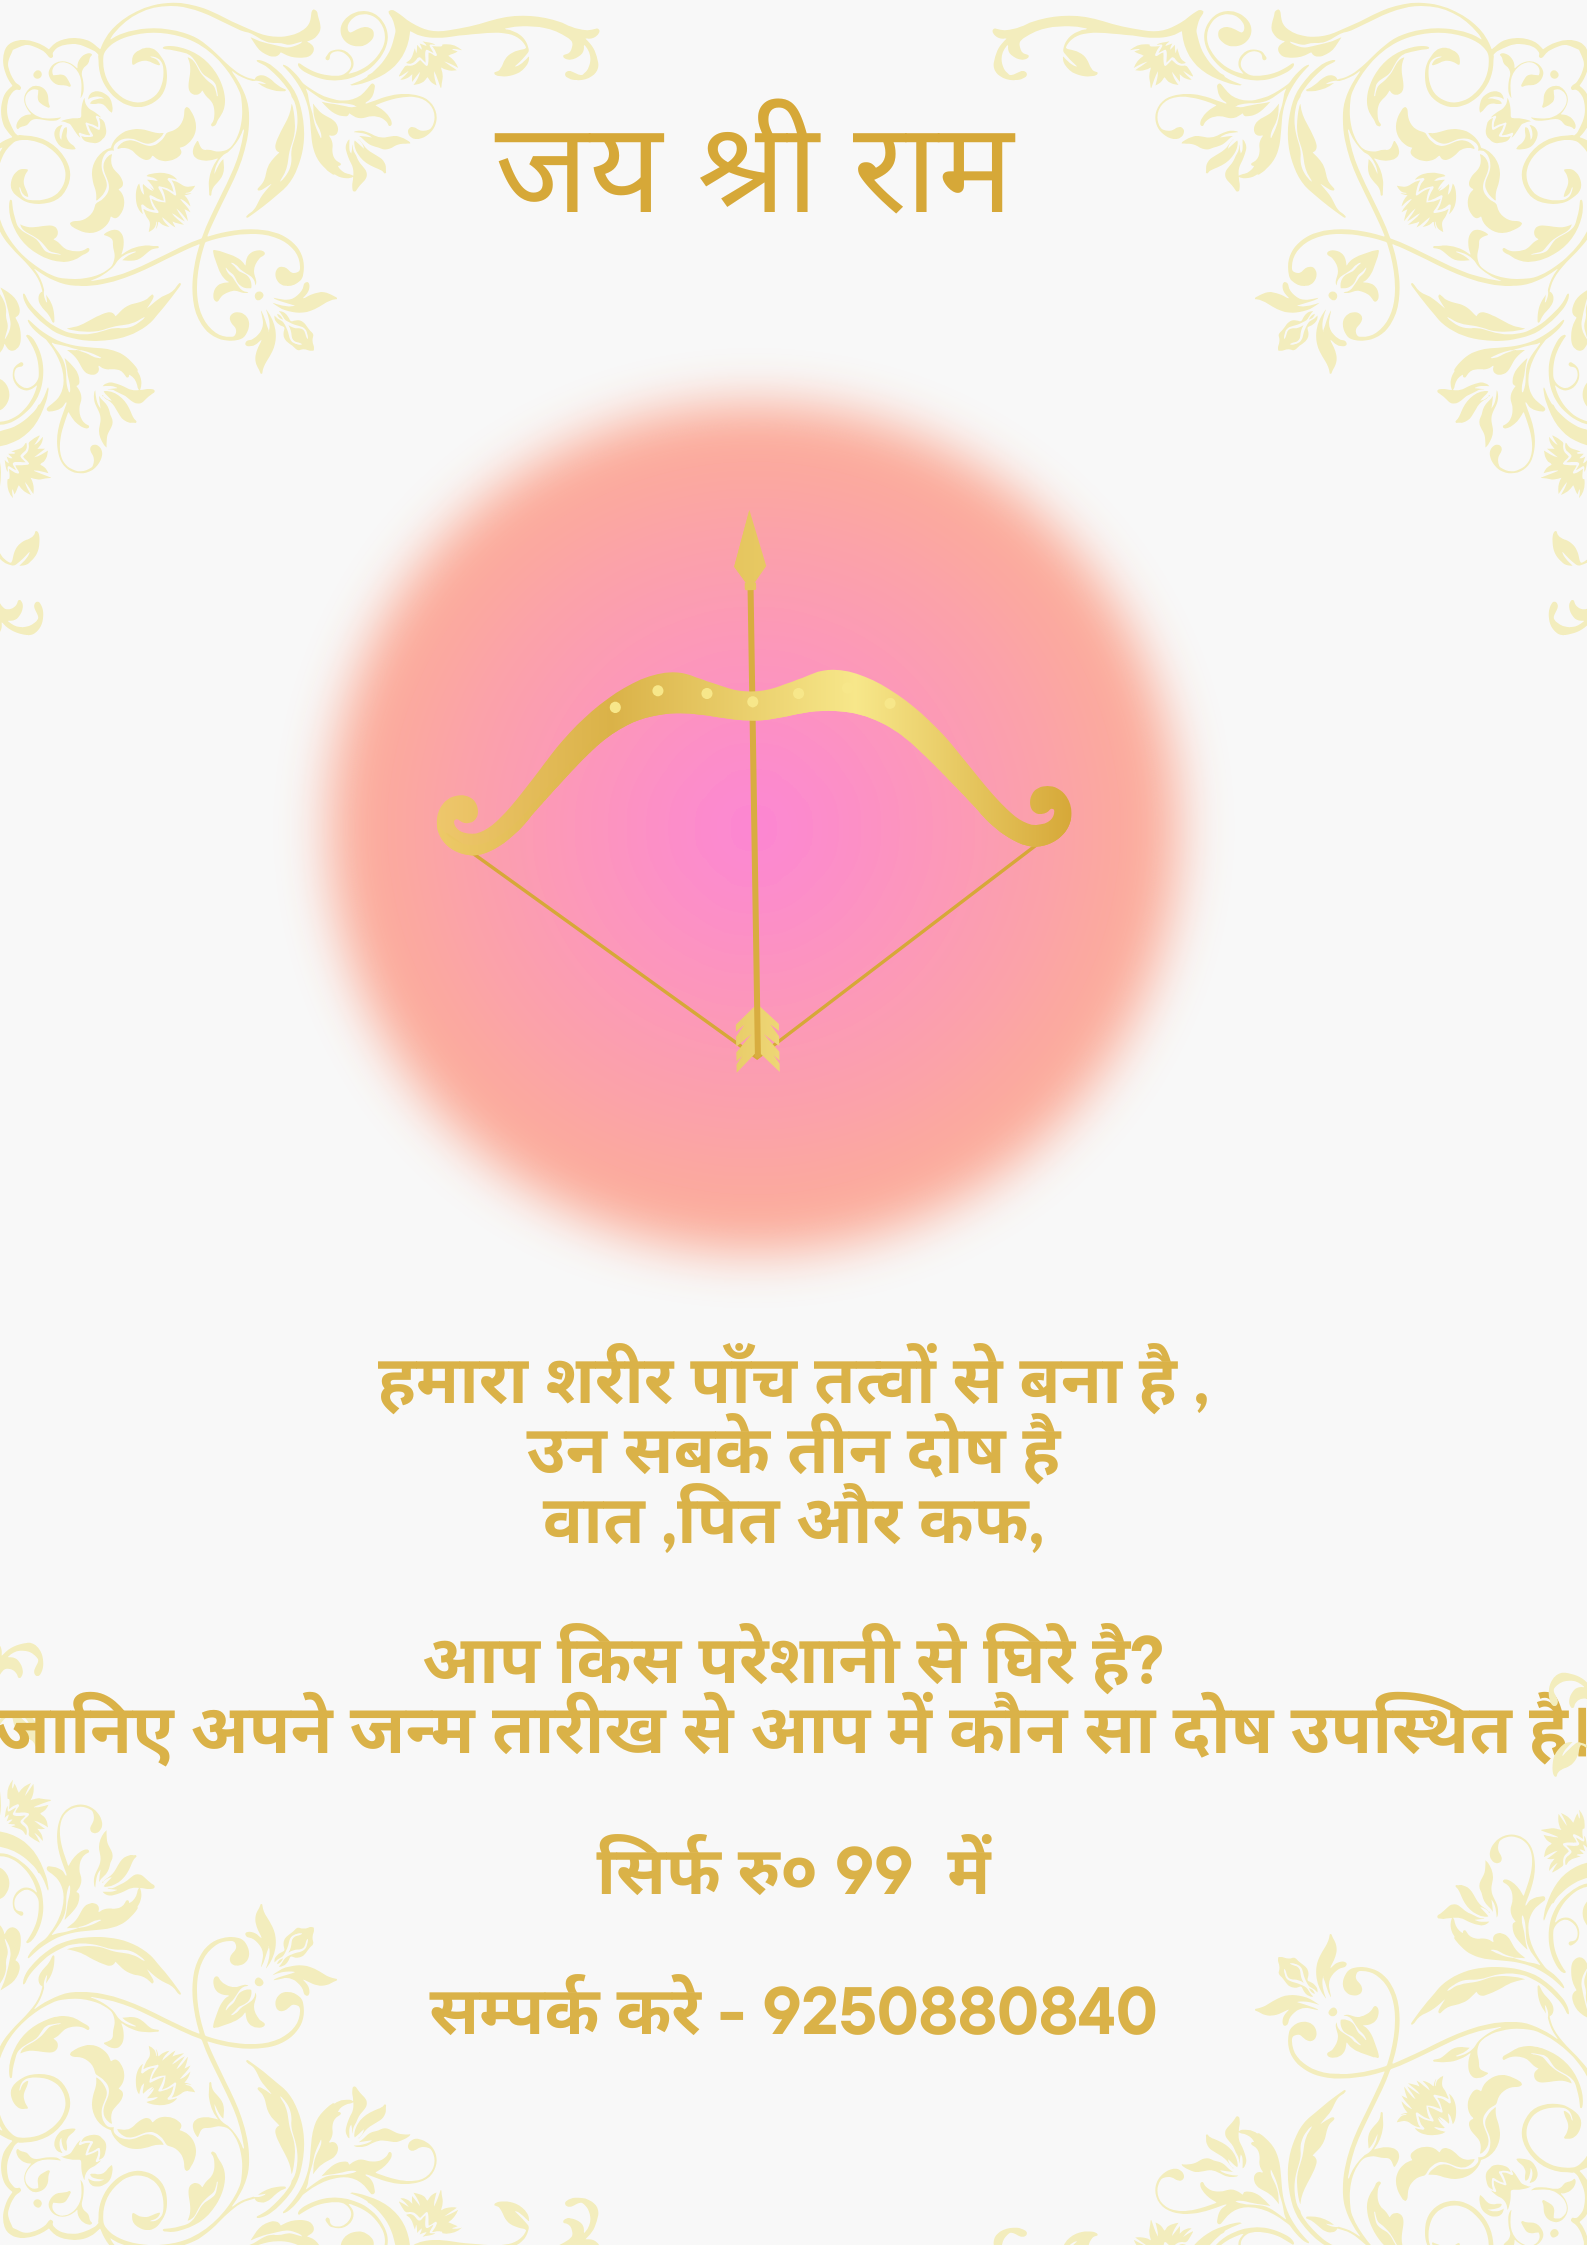 जय श्री राम
हमारा शरीर पाँच तत्वों से बना है ,
उन सबके तीन दोष है
वात ,पित और कफ,
आप किस परेशानी से घिरे है?
जानिए अपने जन्म तारीख से आप में कौन सा दोष उपस्थित है!
सिर्फ रु० 99 में
सम्पर्क करे - 9250880840